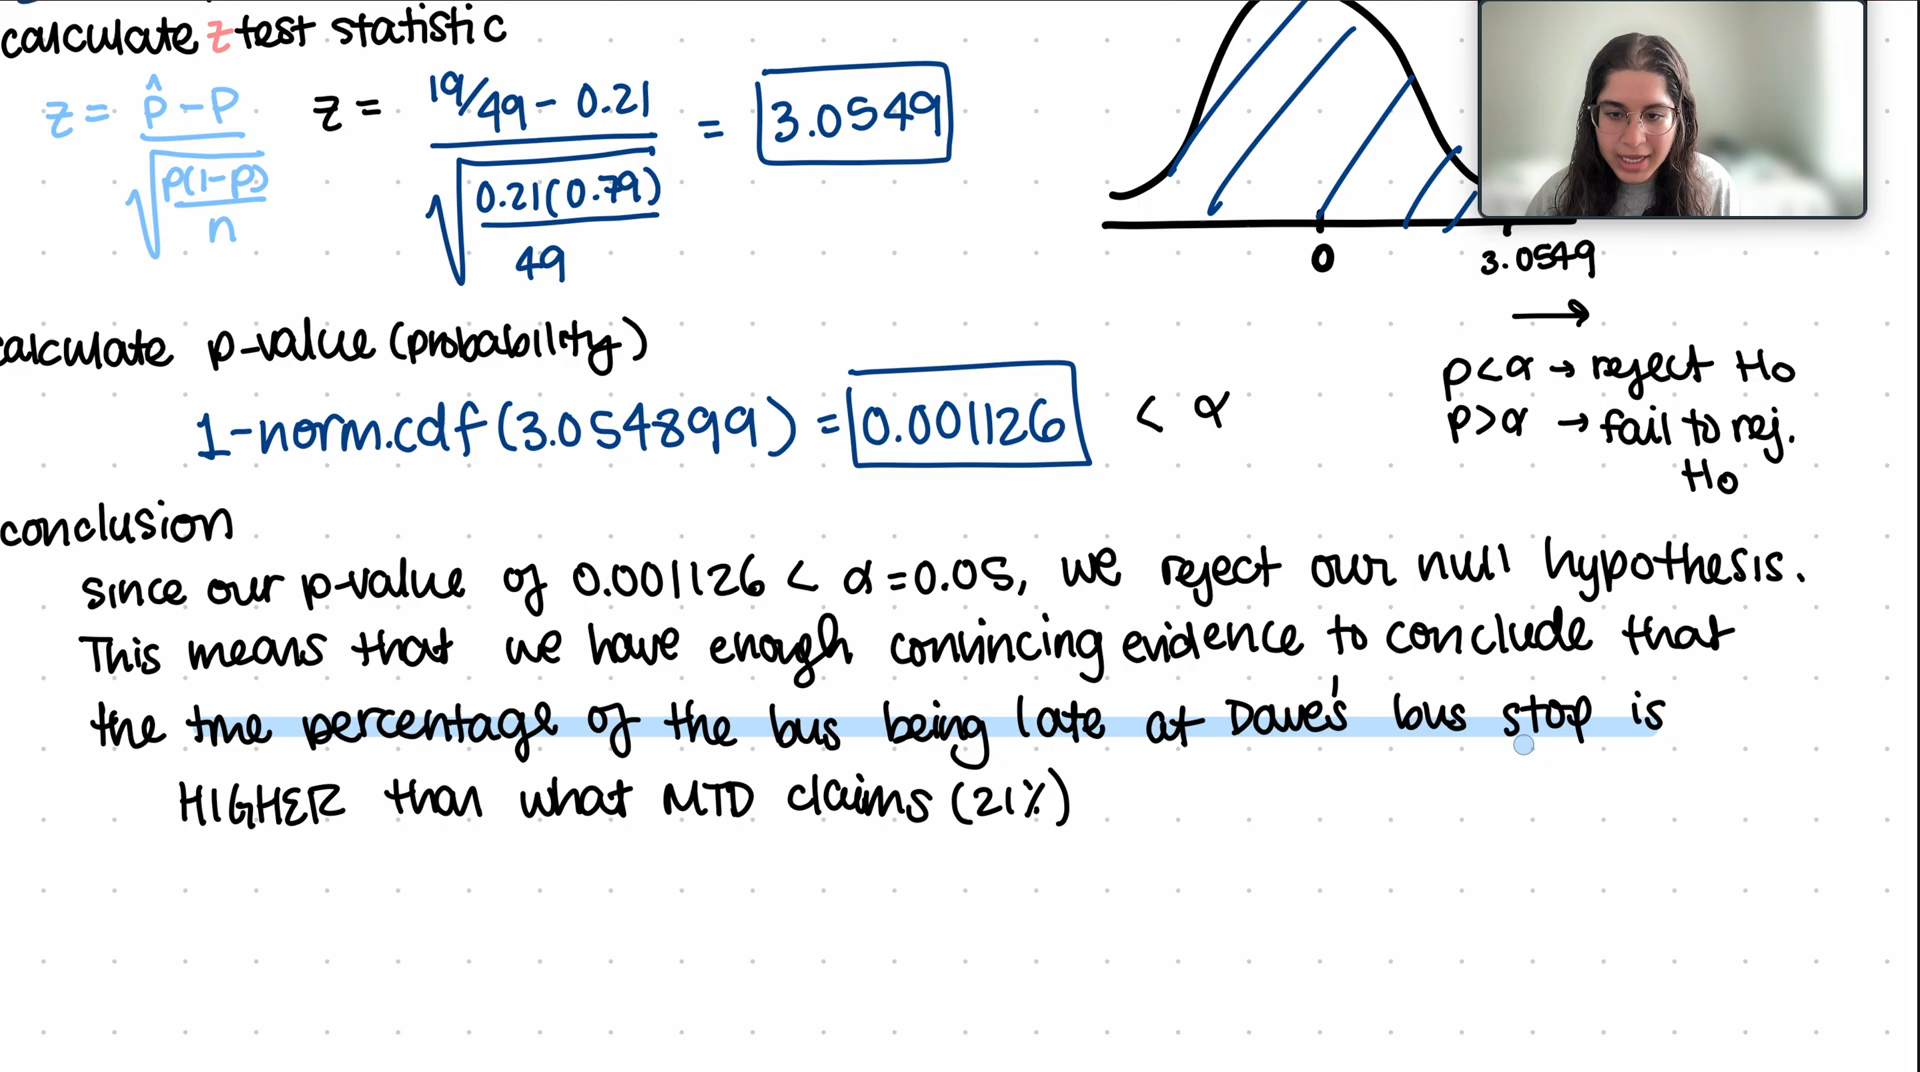 calculate z test statistic
z = p̂ - p / √(p(1-p)/n)
z = 19/49 - 0.21 / √(0.21(0.79)/49) = 3.0549
0
3.0549
→
p<α → reject Ho
p>α → fail to rej.
Ho
alculate p-value (probability)
1-norm.cdf(3.054899) = 0.001126 < α
conclusion
since our p-value of 0.001126 < α = 0.05, we reject our null hypothesis.
This means that we have enough convincing evidence to conclude that
the true percentage of the bus being late at Dave's bus stop is
HIGHER than what MTD claims (21%)